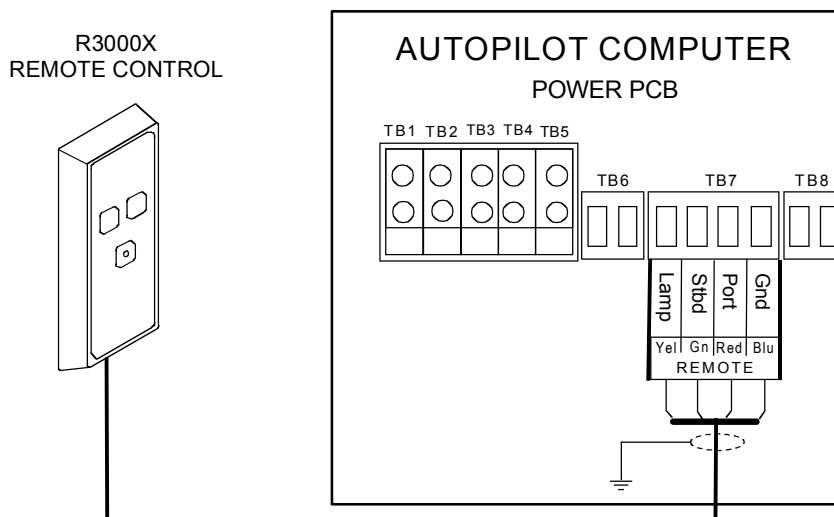 R3000X
REMOTE CONTROL
AUTOPILOT COMPUTER
POWER PCB
TB1 TB2 TB3 TB4 TB5
TB6 TB7 TB8
Lamp Stbd Port Gnd
Yel Gn Red Blu
REMOTE